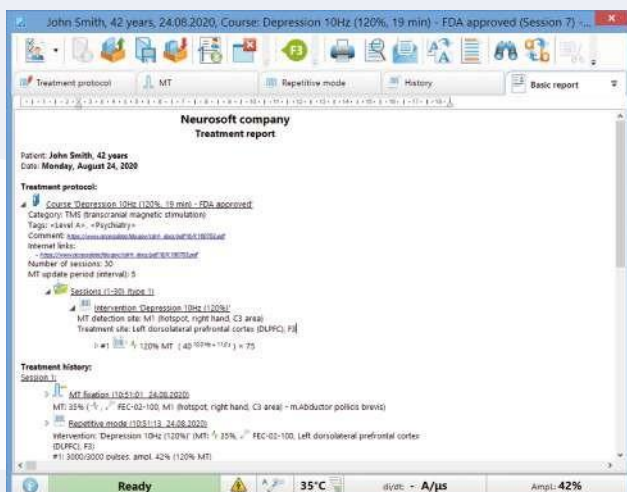 John Smith, 42 years, 24.08.2020, Course: Depression 10Hz (120%, 19 min) - FDA approved (Session 7) -...
F3
Treatment protocol
MT
Repetitive mode
History
Basic report
Neurosoft company
Treatment report
Patient: John Smith, 42 years
Date: Monday, August 24, 2020
Treatment protocol:
Course 'Depression 10Hz (120%, 19 min) - FDA approved'
Category: TMS (transcranial magnetic stimulation)
Tags: «Level A», «Psychiatry»
Comment:
Internet links:
Number of sessions: 30
MT update period (interval): 5
Sessions (1-30) (type 1)
Intervention 'Depression 10Hz (120%)'
MT detection site: M1 (hotspot, right hand, C3 area)
Treatment site: Left dorsolateral prefrontal cortex (DLPFC), F3
#1 120% MT ( 40 ) × 75
Treatment history:
Session 1:
MT fixation (10:51:01 24.08.2020)
MT: 35% ( FEC-02-100, M1 (hotspot, right hand, C3 area) - m.Abductor pollicis brevis)
Repetitive mode (10:51:13 24.08.2020)
Intervention: 'Depression 10Hz (120%)' (MT: 35%, FEC-02-100, Left dorsolateral prefrontal cortex
(DLPFC), F3)
#1: 3000/3000 pulses, ampl. 42% (120% MT)
Ready 35°C di/dt: - A/µs Ampl.: 42%